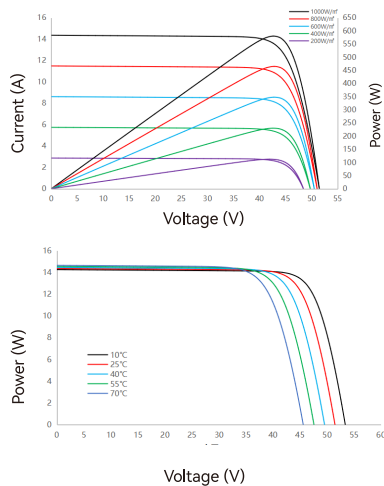 16
14
12
10
8
6
4
2
0
Current (A)
0 5 10 15 20 25 30 35 40 45 50 55
Voltage (V)
1000W/㎡
800W/㎡
600W/㎡
400W/㎡
200W/㎡
650
600
550
500
450
400
350
300
250
200
150
100
50
0
Power (W)
16
14
12
10
8
6
4
2
0
Power (W)
10°C
25°C
40°C
55°C
70°C
0 5 10 15 20 25 30 35 40 45 50 55 60
Voltage (V)